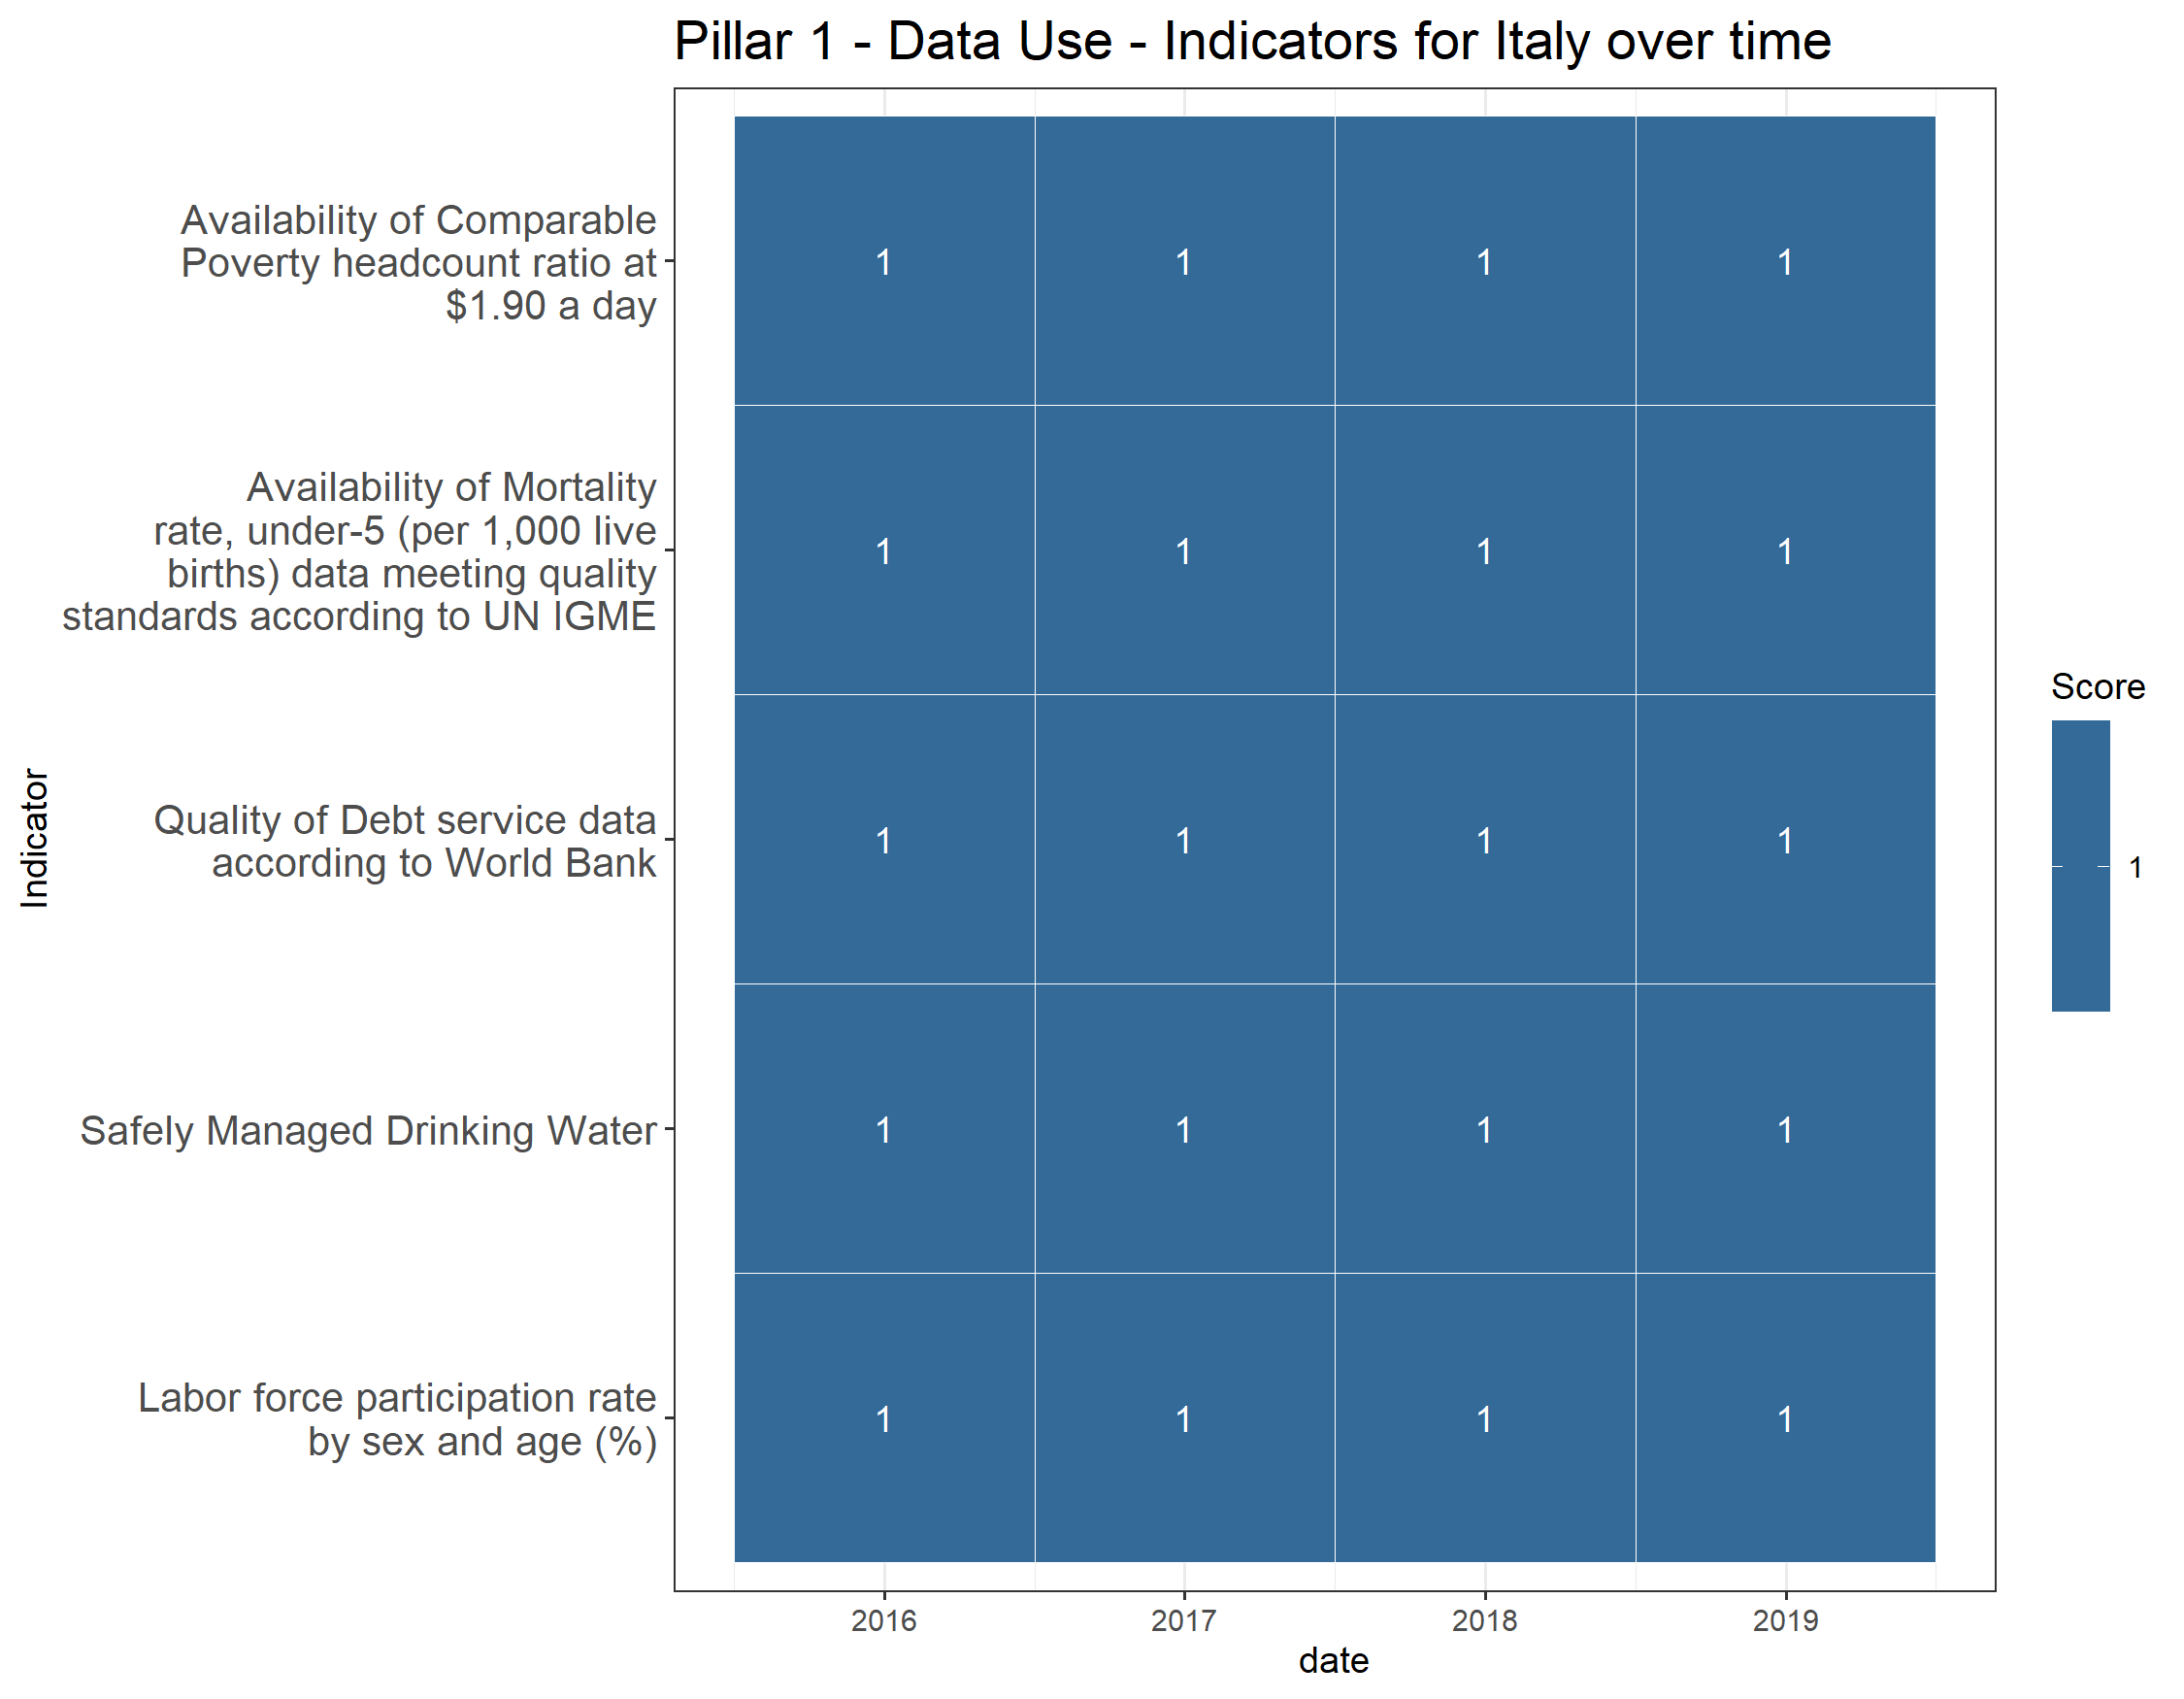 Pillar 1 - Data Use - Indicators for Italy over time
Indicator
Availability of Comparable
Poverty headcount ratio at
$1.90 a day
1 1 1 1
Availability of Mortality
rate, under-5 (per 1,000 live
births) data meeting quality
standards according to UN IGME
1 1 1 1
Quality of Debt service data
according to World Bank
1 1 1 1
Safely Managed Drinking Water
1 1 1 1
Labor force participation rate
by sex and age (%)
1 1 1 1
2016 2017 2018 2019
date
Score
1